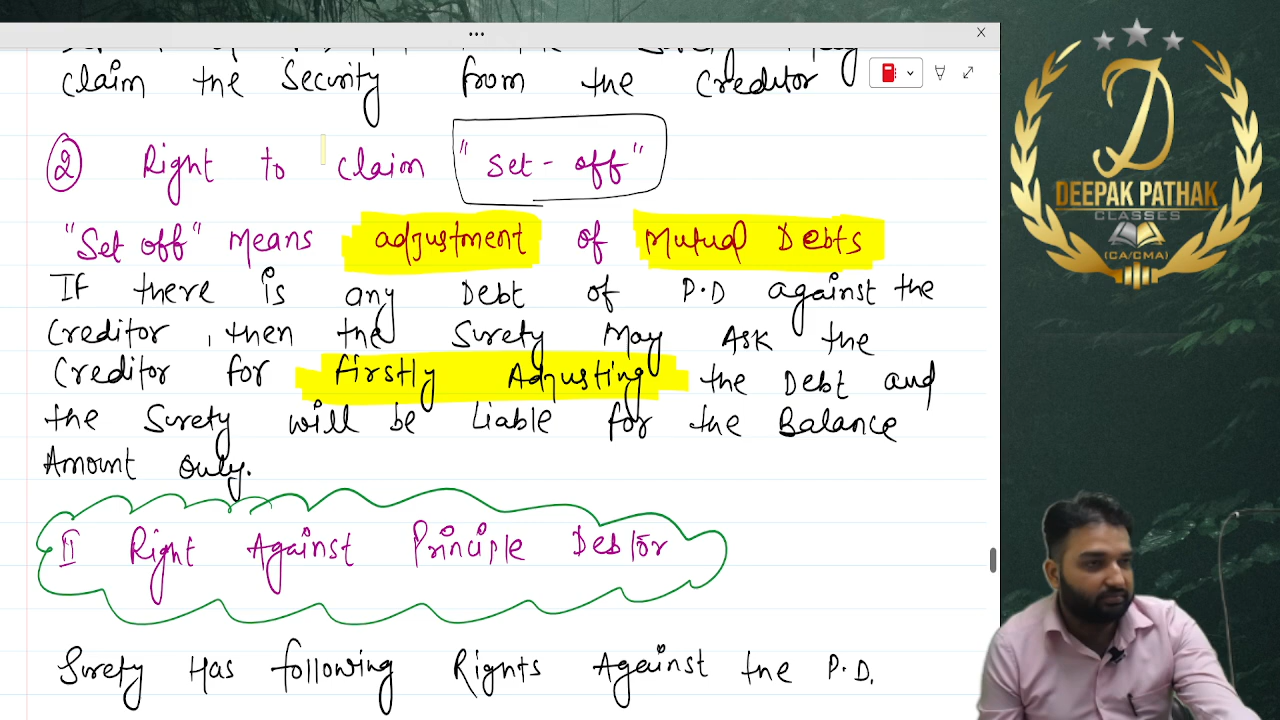 claim the Security from the Creditor
② Right to claim "Set-off"
"Set off" means adjustment of Mutual Debts
If there is any Debt of P.D against the
Creditor, then the Surety May Ask the
Creditor for firstly Adjusting the Debt and
the Surety will be Liable for the Balance
Amount only.
II Right Against Principle Debtor
Surety Has following Rights Against the P.D.
D
DEEPAK PATHAK
CLASSES
(CA/CMA)